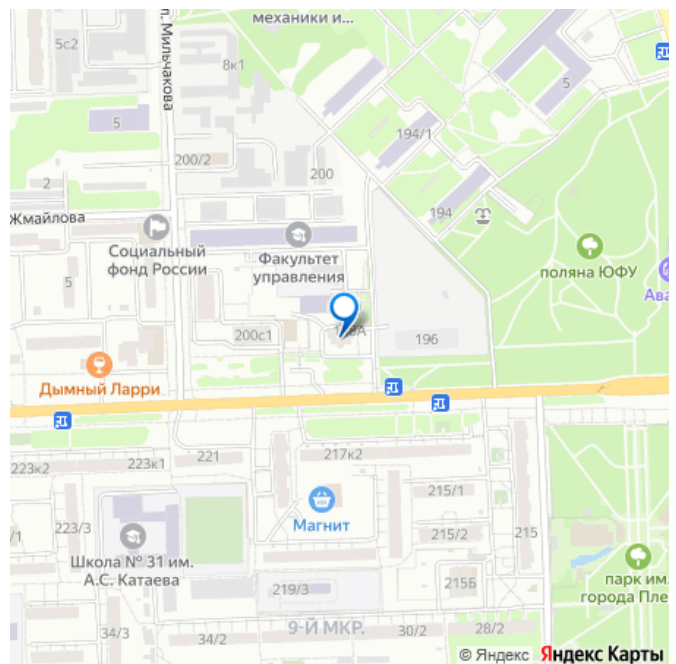 механики и...
ул. Мильчакова
5с2
8к1
5
194/1
5
200/2
200
2
194
Жмайлова
Социальный
фонд России
Факультет
управления
поляна ЮФУ
5
Ава
200с1
196
Дымный Ларри
221
217к2
223к2
223к1
215/1
223/3
Магнит
215/2
215
/1
Школа № 31 им.
А.С. Катаева
219/3
215Б
парк им.
города Пле
9-Й МКР.
34/3
34/2
30/2
28/2
© Яндекс Яндекс Карты